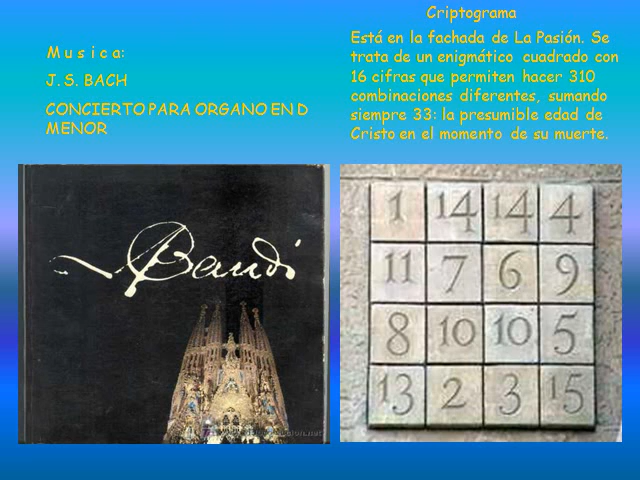 M u s i c a:
J. S. BACH
CONCIERTO PARA ORGANO EN D
MENOR
Criptograma
Está en la fachada de La Pasión. Se
trata de un enigmático cuadrado con
16 cifras que permiten hacer 310
combinaciones diferentes, sumando
siempre 33: la presumible edad de
Cristo en el momento de su muerte.
Gaudi
1 14 14 4
11 7 6 9
8 10 10 5
13 2 3 15